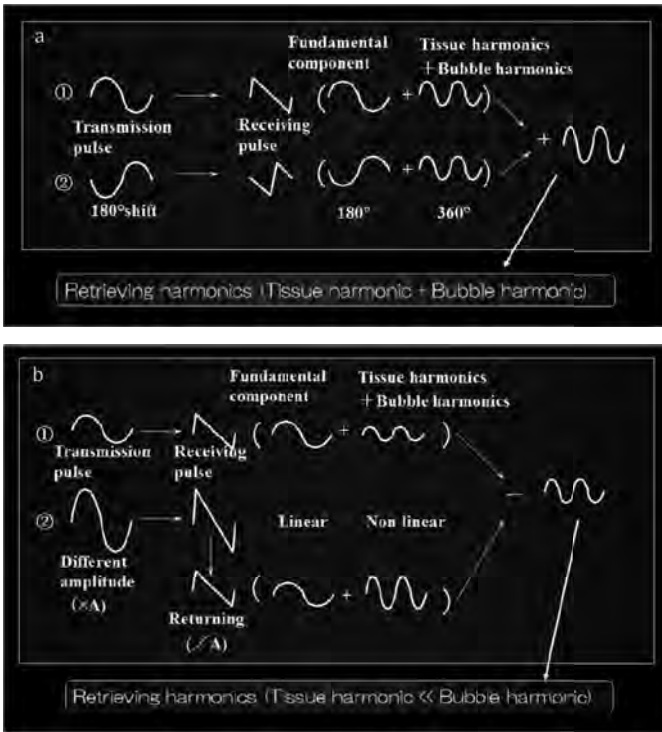 a
Fundamental component
Tissue harmonics
+Bubble harmonics
①
( + )
Transmission pulse
Receiving pulse
+
②
( + )
180°shift
180°
360°
Retrieving harmonics (Tissue harmonic + Bubble harmonic)
b
Fundamental component
Tissue harmonics
+Bubble harmonics
①
( + )
Transmission pulse
Receiving pulse
−
②
Linear
Non linear
Different amplitude
(×A)
( + )
Returning
(／A)
Retrieving harmonics (Tissue harmonic << Bubble harmonic)